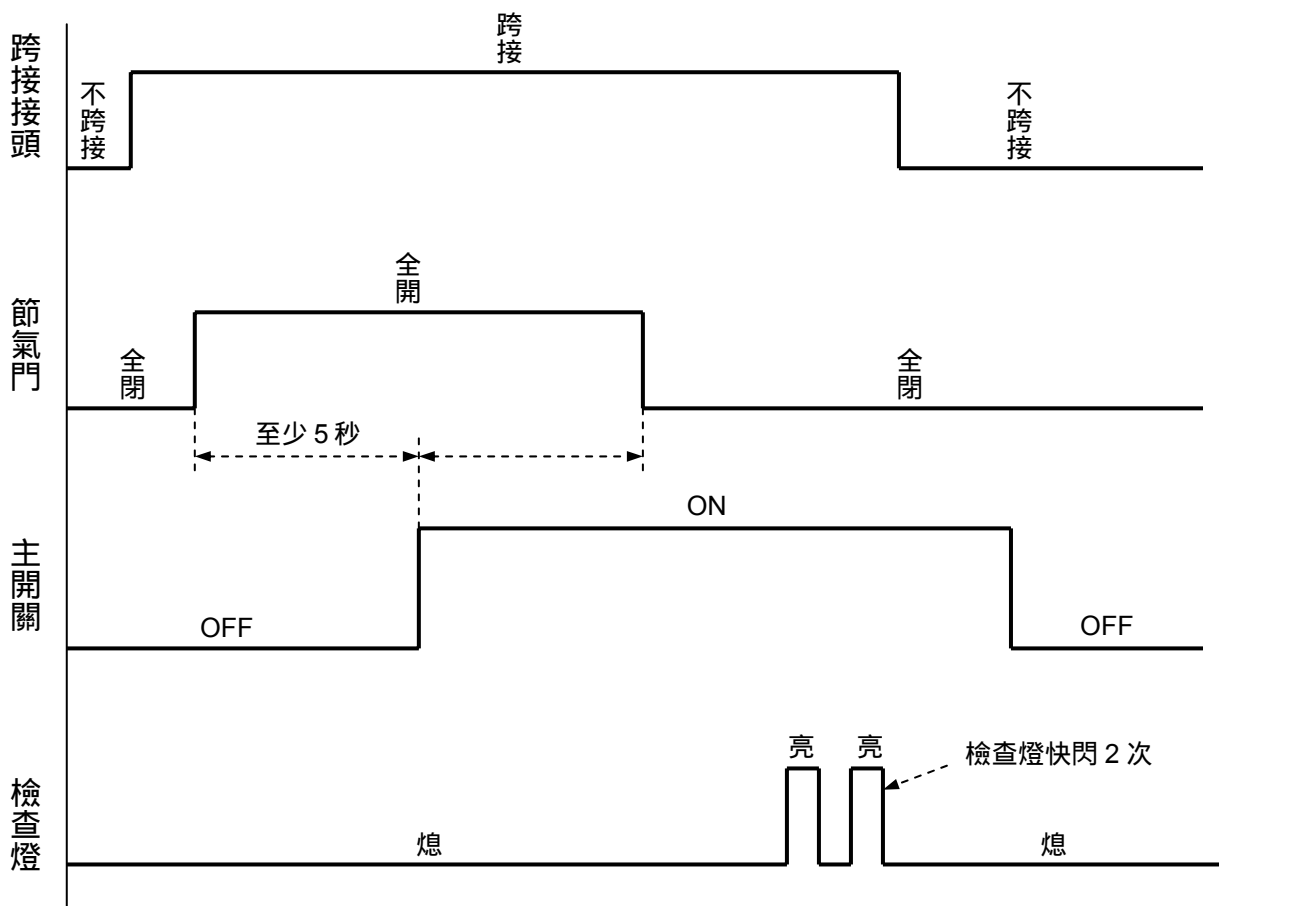 跨接接頭
不跨接
跨接
不跨接
節氣門
全閉
全開
全閉
至少 5 秒
主開關
OFF
ON
OFF
檢查燈
熄
亮
亮
檢查燈快閃 2 次
熄